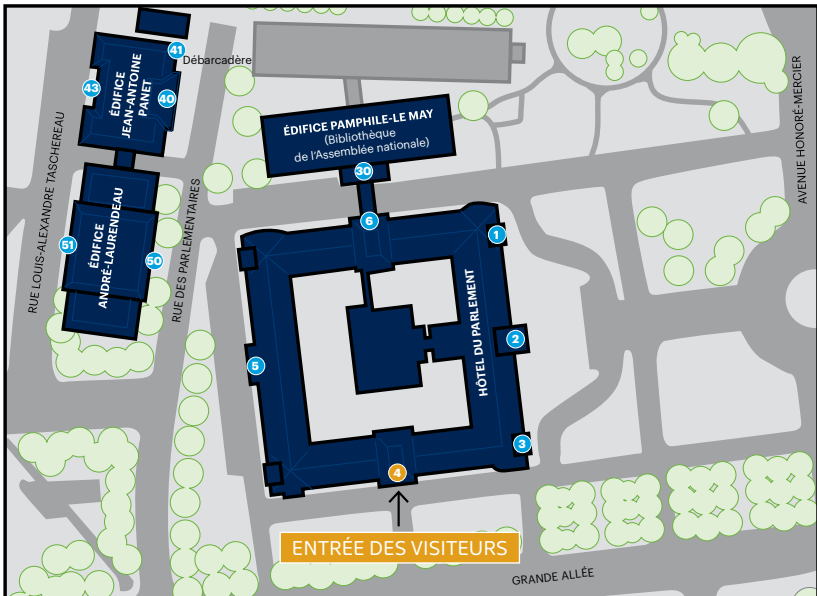 41
Débarcadère
43
40
ÉDIFICE
JEAN-ANTOINE
PANET
ÉDIFICE PAMPHILE-LE MAY
(Bibliothèque
de l'Assemblée nationale)
30
AVENUE HONORÉ-MERCIER
RUE LOUIS-ALEXANDRE TASCHEREAU
RUE DES PARLEMENTAIRES
ÉDIFICE
ANDRÉ-LAURENDEAU
51
50
6
1
2
HÔTEL DU PARLEMENT
5
3
4
ENTRÉE DES VISITEURS
GRANDE ALLÉE